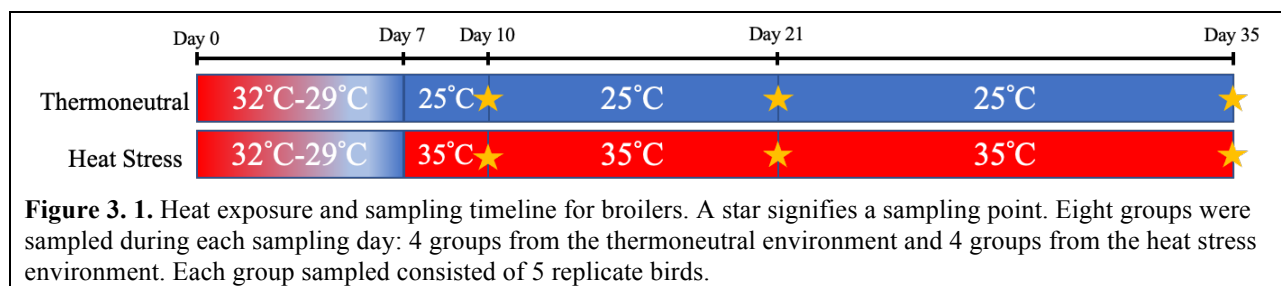 Day 0 Day 7 Day 10 Day 21 Day 35
Thermoneutral 32°C-29°C 25°C 25°C 25°C
Heat Stress 32°C-29°C 35°C 35°C 35°C
Figure 3. 1. Heat exposure and sampling timeline for broilers. A star signifies a sampling point. Eight groups were
sampled during each sampling day: 4 groups from the thermoneutral environment and 4 groups from the heat stress
environment. Each group sampled consisted of 5 replicate birds.